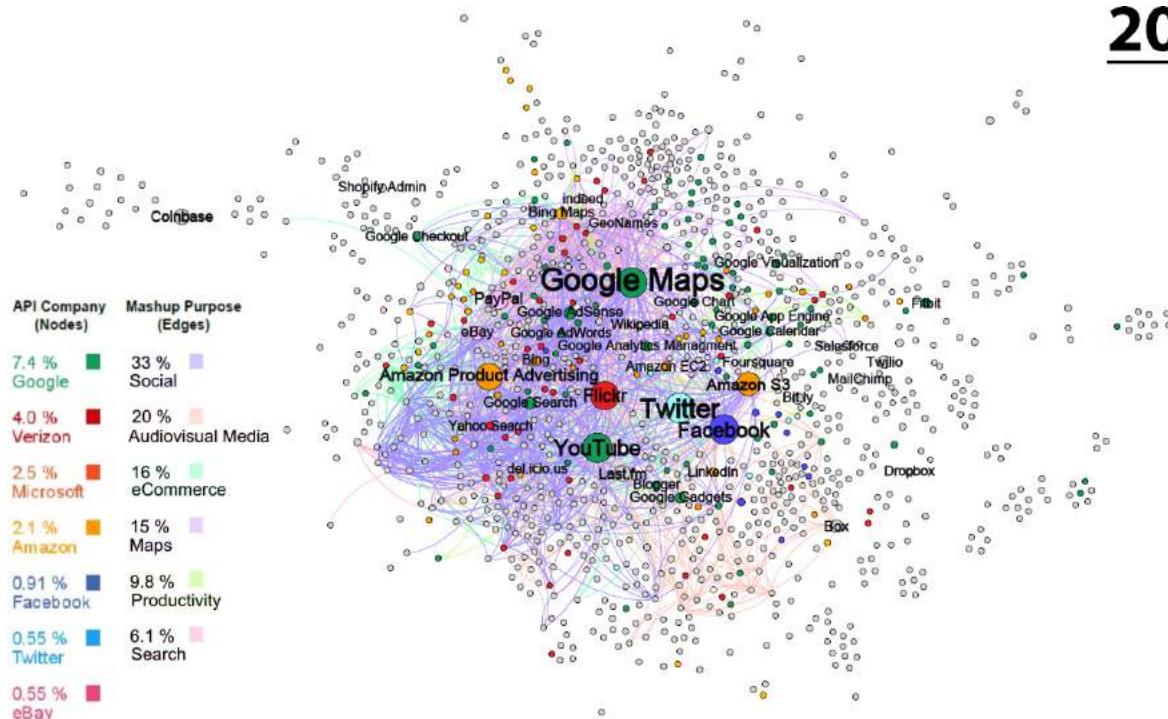 20
Shopify Admin
indeed
Coinbase
Bing Maps
GeoNames
Google Checkout
Google Visualization
Google Maps
PayPal
Google Chart
Fitbit
Google AdSense
Google App Engine
Wikipedia
eBay
Google AdWords
Google Calendar
Google Analytics Managment
Salesforce
Bing
Amazon EC2
Foursquare
Twilio
Amazon Product Advertising
MailChimp
Amazon S3
Flickr
Bit.ly
Google Search
Twitter
Yahoo Search
Facebook
YouTube
del.icio.us
Last.fm
LinkedIn
Dropbox
Blogger
Google Gadgets
Box
API Company
(Nodes)
7.4 %
Google
4.0 %
Verizon
2.5 %
Microsoft
2.1 %
Amazon
0.91 %
Facebook
0.55 %
Twitter
0.55 %
eBay
Mashup Purpose
(Edges)
33 %
Social
20 %
Audiovisual Media
16 %
eCommerce
15 %
Maps
9.8 %
Productivity
6.1 %
Search